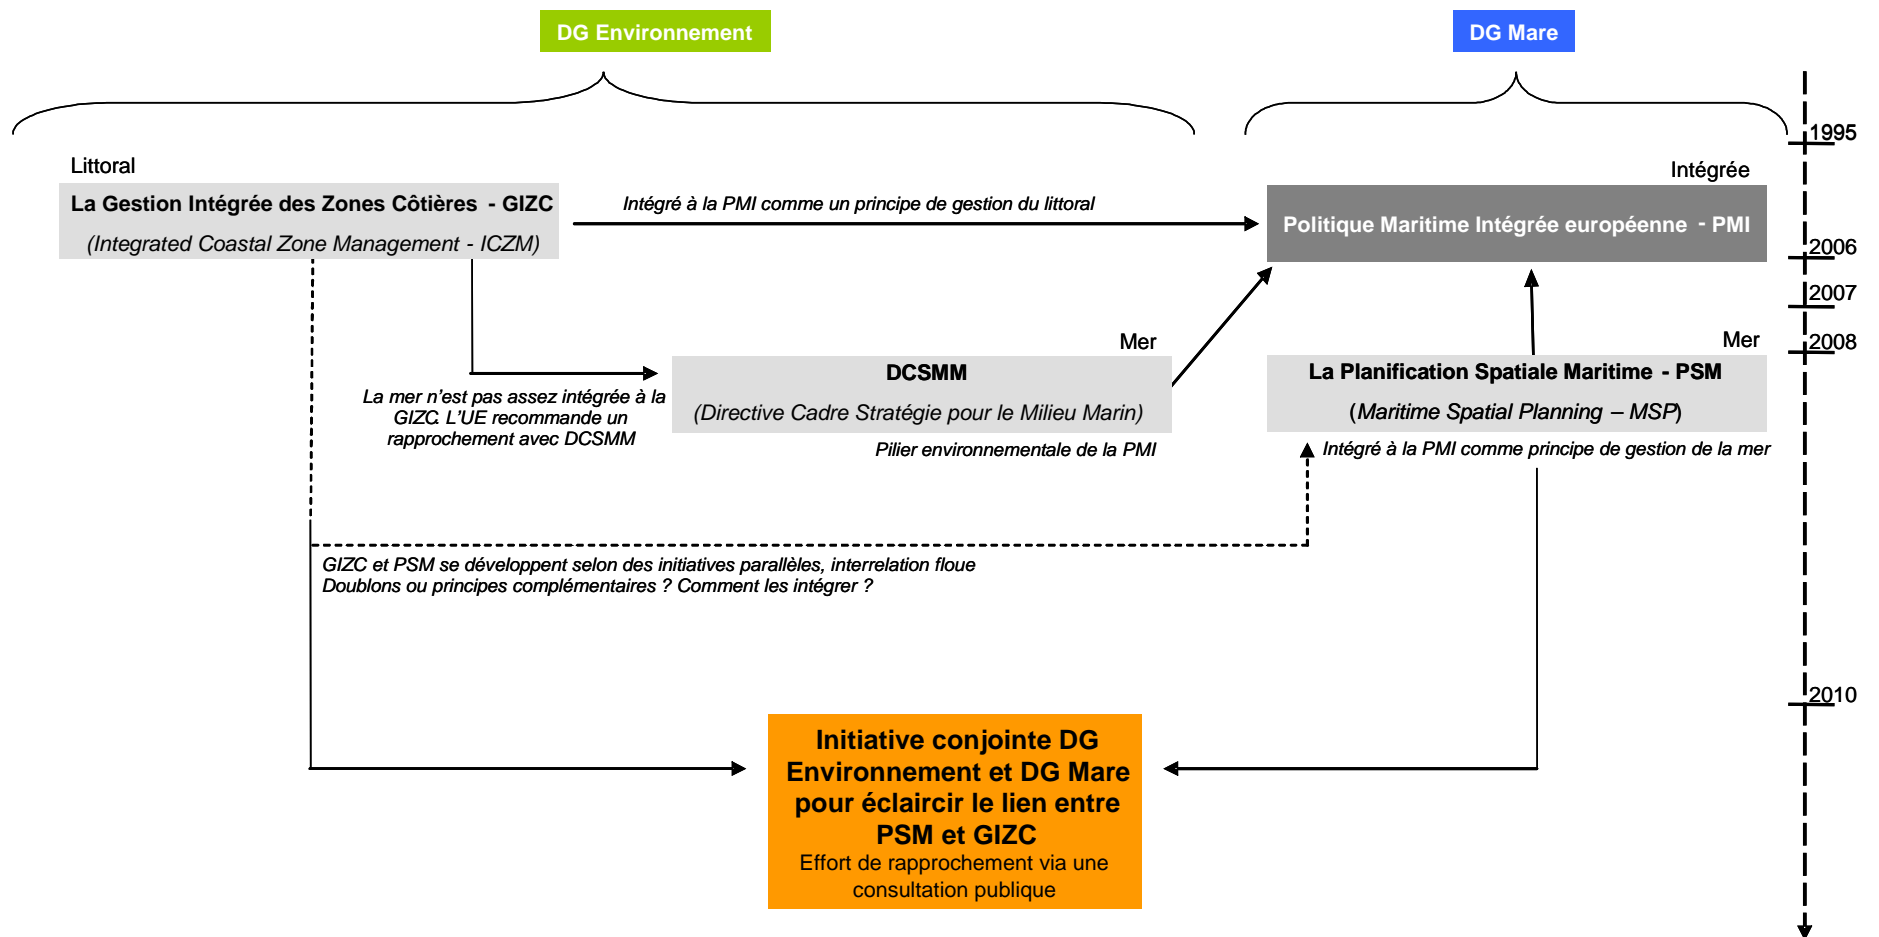 DG Environnement
DG Mare
1995
Littoral
La Gestion Intégrée des Zones Côtières - GIZC
(Integrated Coastal Zone Management - ICZM)
Intégré à la PMI comme un principe de gestion du littoral
Intégrée
Politique Maritime Intégrée européenne - PMI
2006
2007
2008
Mer
DCSMM
(Directive Cadre Stratégie pour le Milieu Marin)
Pilier environnementale de la PMI
Mer
La Planification Spatiale Maritime - PSM
(Maritime Spatial Planning – MSP)
Intégré à la PMI comme principe de gestion de la mer
La mer n'est pas assez intégrée à la
GIZC. L'UE recommande un
rapprochement avec DCSMM
GIZC et PSM se développent selon des initiatives parallèles, interrelation floue
Doublons ou principes complémentaires ? Comment les intégrer ?
2010
Initiative conjointe DG
Environnement et DG Mare
pour éclaircir le lien entre
PSM et GIZC
Effort de rapprochement via une
consultation publique